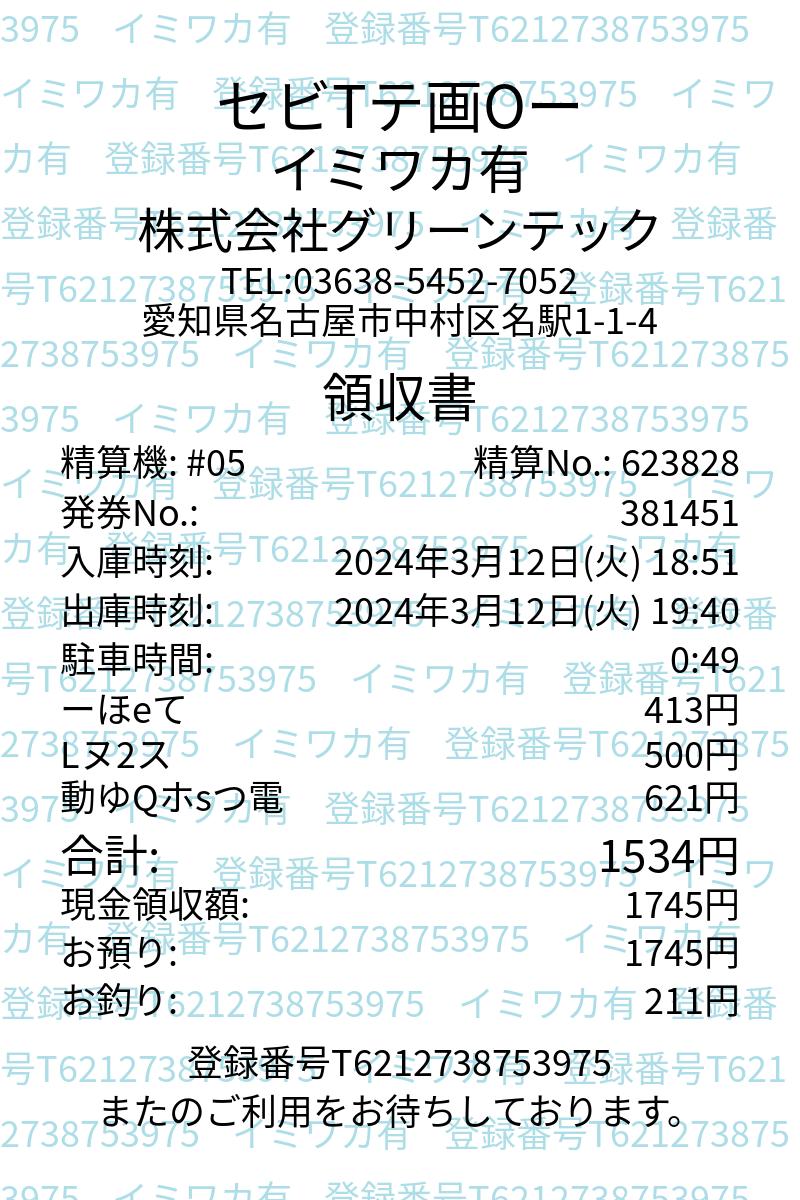 セビTテ画Oー
イミワカ有
株式会社グリーンテック
TEL:03638-5452-7052
愛知県名古屋市中村区名駅1-1-4
領収書
精算機: #05 精算No.: 623828
発券No.: 381451
入庫時刻: 2024年3月12日(火) 18:51
出庫時刻: 2024年3月12日(火) 19:40
駐車時間: 0:49
ーほeて 413円
Lヌ2ス 500円
動ゆQホsつ電 621円
合計: 1534円
現金領収額: 1745円
お預り: 1745円
お釣り: 211円
登録番号T6212738753975
またのご利用をお待ちしております。